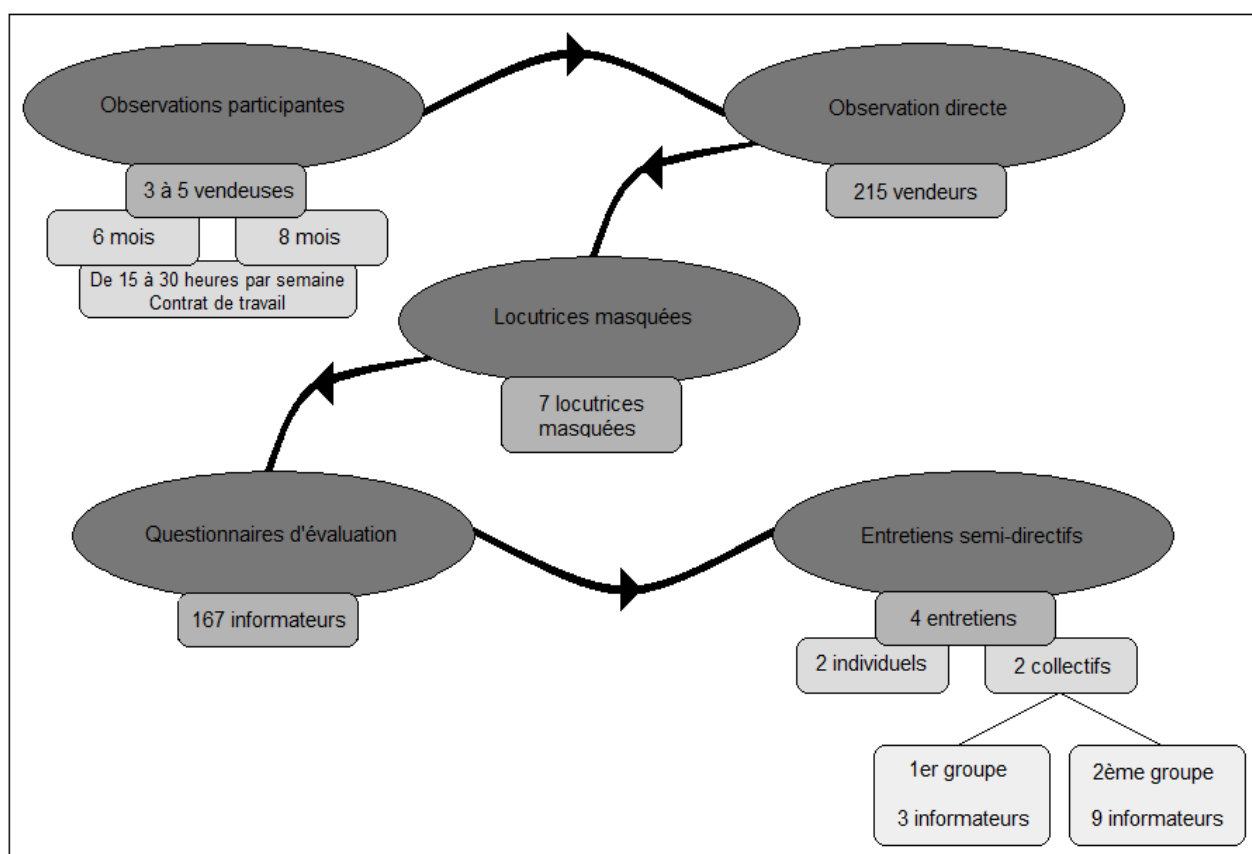 Observations participantes
3 à 5 vendeuses
6 mois
8 mois
De 15 à 30 heures par semaine
Contrat de travail
Observation directe
215 vendeurs
Locutrices masquées
7 locutrices
masquées
Questionnaires d'évaluation
167 informateurs
Entretiens semi-directifs
4 entretiens
2 individuels
2 collectifs
1er groupe
3 informateurs
2ème groupe
9 informateurs